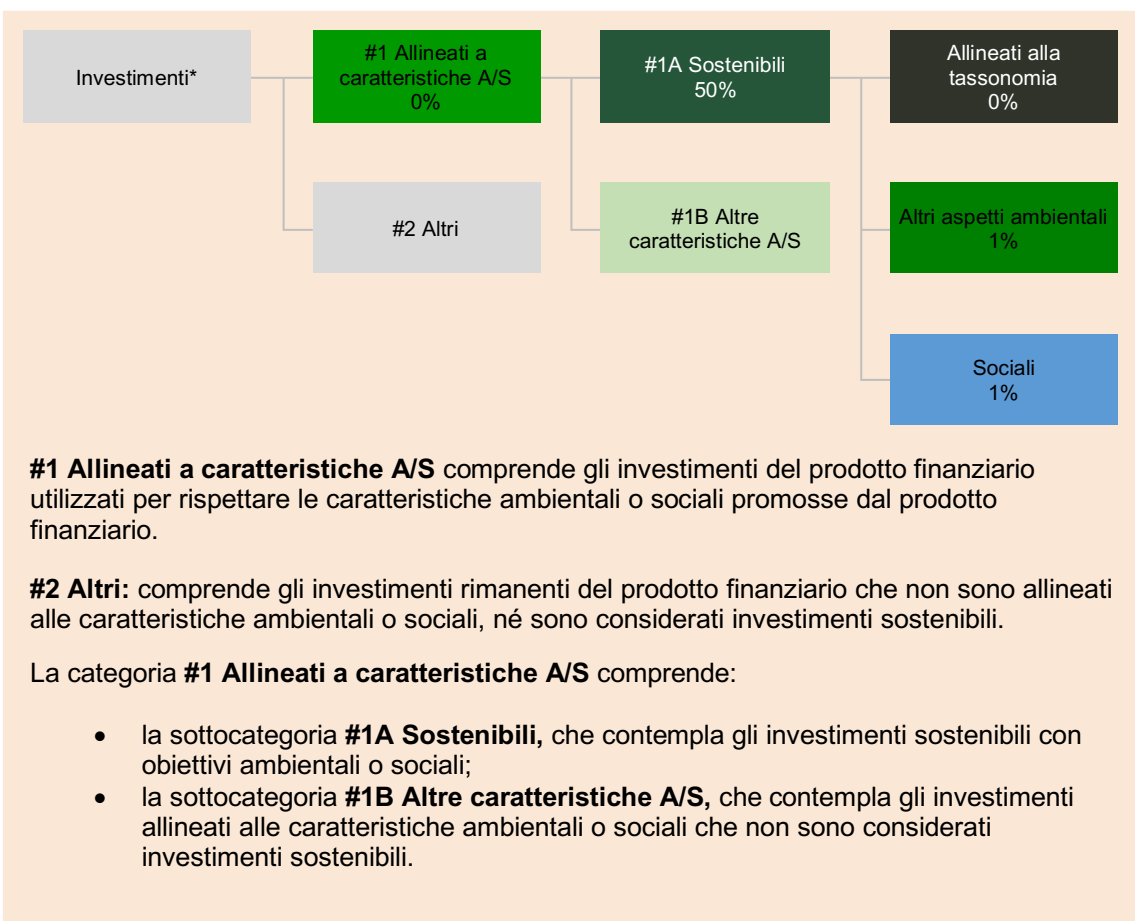 Investimenti*
#1 Allineati a
caratteristiche A/S
0%
#1A Sostenibili
50%
Allineati alla
tassonomia
0%
#2 Altri
#1B Altre
caratteristiche A/S
Altri aspetti ambientali
1%
Sociali
1%
#1 Allineati a caratteristiche A/S comprende gli investimenti del prodotto finanziario
utilizzati per rispettare le caratteristiche ambientali o sociali promosse dal prodotto
finanziario.
#2 Altri: comprende gli investimenti rimanenti del prodotto finanziario che non sono allineati
alle caratteristiche ambientali o sociali, né sono considerati investimenti sostenibili.
La categoria #1 Allineati a caratteristiche A/S comprende:
• la sottocategoria #1A Sostenibili, che contempla gli investimenti sostenibili con
obiettivi ambientali o sociali;
• la sottocategoria #1B Altre caratteristiche A/S, che contempla gli investimenti
allineati alle caratteristiche ambientali o sociali che non sono considerati
investimenti sostenibili.